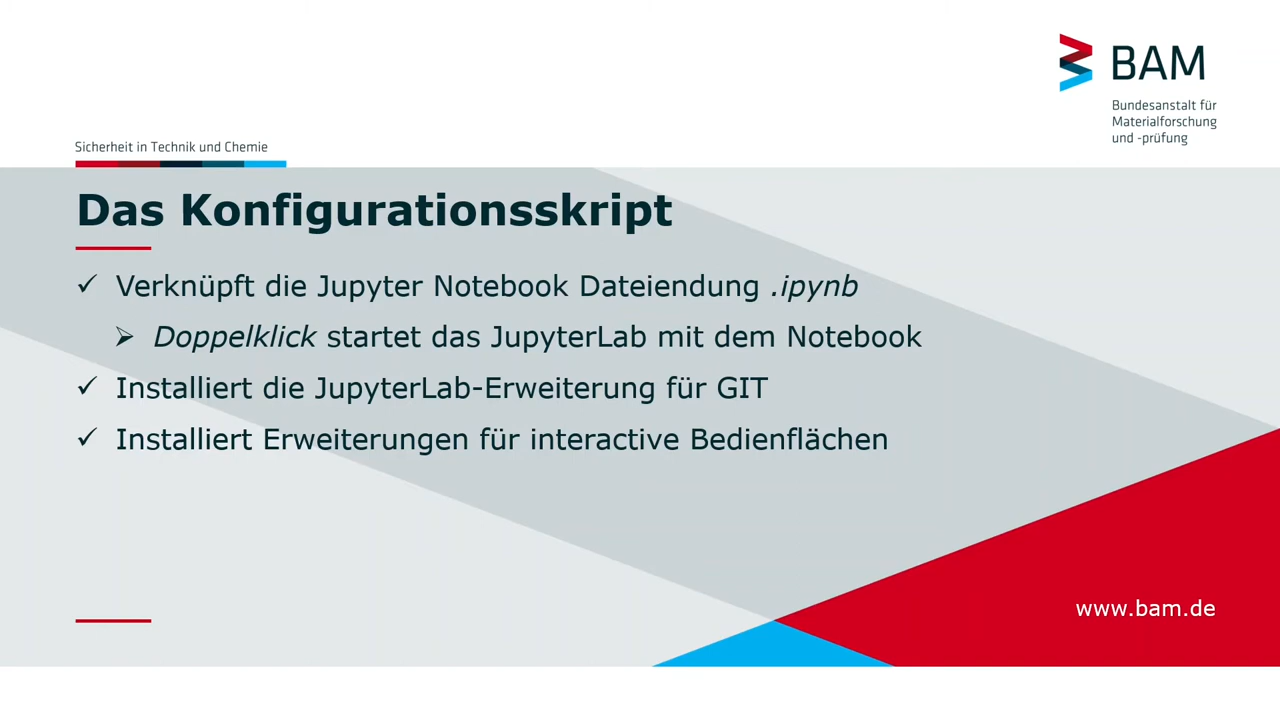 BAM
Bundesanstalt für
Materialforschung
und -prüfung
Sicherheit in Technik und Chemie
Das Konfigurationsskript
✓ Verknüpft die Jupyter Notebook Dateiendung .ipynb
➢ Doppelklick startet das JupyterLab mit dem Notebook
✓ Installiert die JupyterLab-Erweiterung für GIT
✓ Installiert Erweiterungen für interactive Bedienflächen
www.bam.de